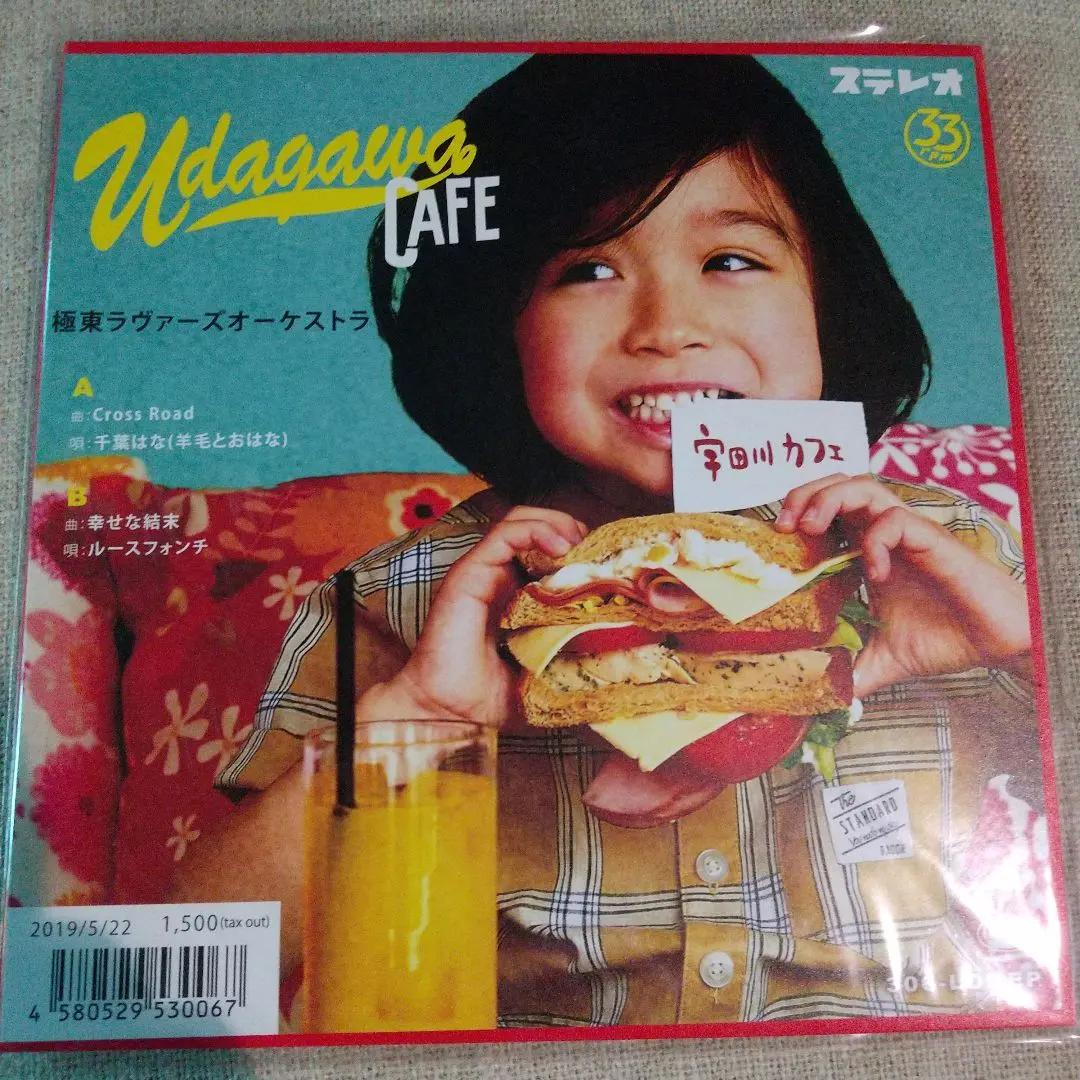 ステレオ
33
rpm
Udagawa
CAFE
極東ラヴァーズオーケストラ
A
曲:Cross Road
唄:千葉はな(羊毛とおはな)
B
曲:幸せな結末
唄:ルースフォンチ
宇田川カフェ
The
STANDARD
2019/5/22 1,500(tax out)
4 580529 530067